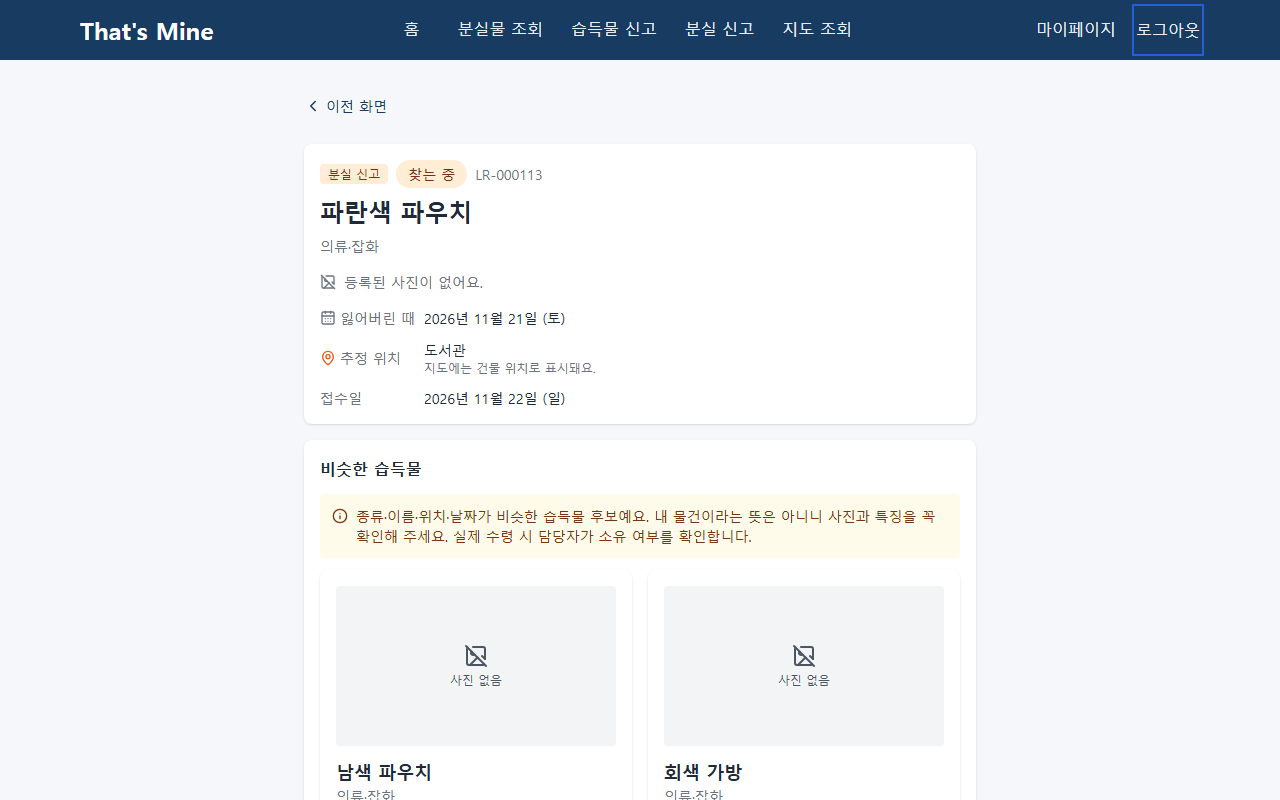 That's Mine
홈
분실물 조회
습득물 신고
분실 신고
지도 조회
마이페이지
로그아웃
이전 화면
분실 신고
찾는 중
LR-000113
파란색 파우치
의류·잡화
등록된 사진이 없어요.
잃어버린 때 2026년 11월 21일 (토)
추정 위치 도서관
지도에는 건물 위치로 표시돼요.
접수일 2026년 11월 22일 (일)
비슷한 습득물
종류·이름·위치·날짜가 비슷한 습득물 후보예요. 내 물건이라는 뜻은 아니니 사진과 특징을 꼭
확인해 주세요. 실제 수령 시 담당자가 소유 여부를 확인합니다.
사진 없음
사진 없음
남색 파우치
회색 가방
의류·잡화
의류·잡화